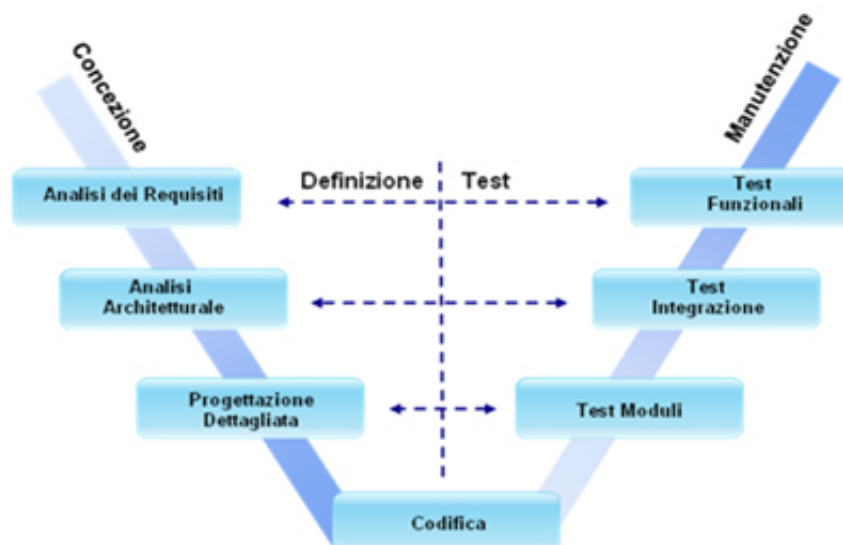 Concezione
Manutenzione
Definizione
Test
Analisi dei Requisiti
Test
Funzionali
Analisi
Architetturale
Test
Integrazione
Progettazione
Dettagliata
Test Moduli
Codifica